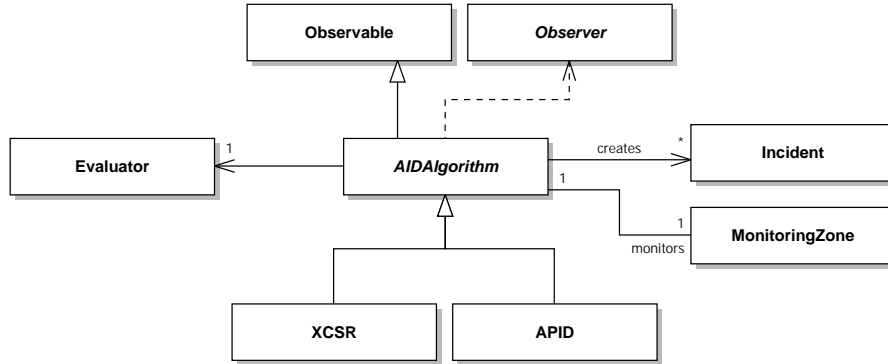 Observable
Observer
Evaluator
1
AIDAlgorithm
creates
*
Incident
1
1
monitors
MonitoringZone
XCSR
APID